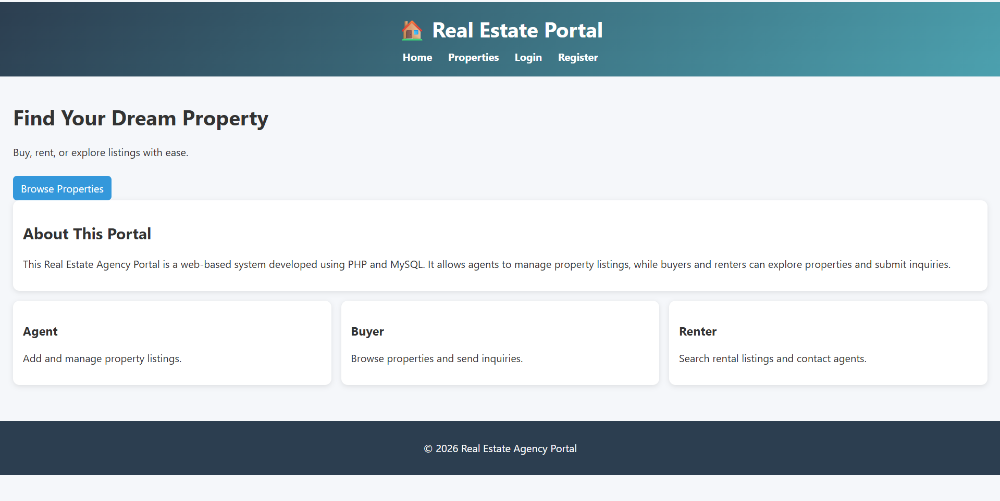 Real Estate Portal
Home Properties Login Register
Find Your Dream Property
Buy, rent, or explore listings with ease.
Browse Properties
About This Portal
This Real Estate Agency Portal is a web-based system developed using PHP and MySQL. It allows agents to manage property listings, while buyers and renters can explore properties and submit inquiries.
Agent
Add and manage property listings.
Buyer
Browse properties and send inquiries.
Renter
Search rental listings and contact agents.
© 2026 Real Estate Agency Portal